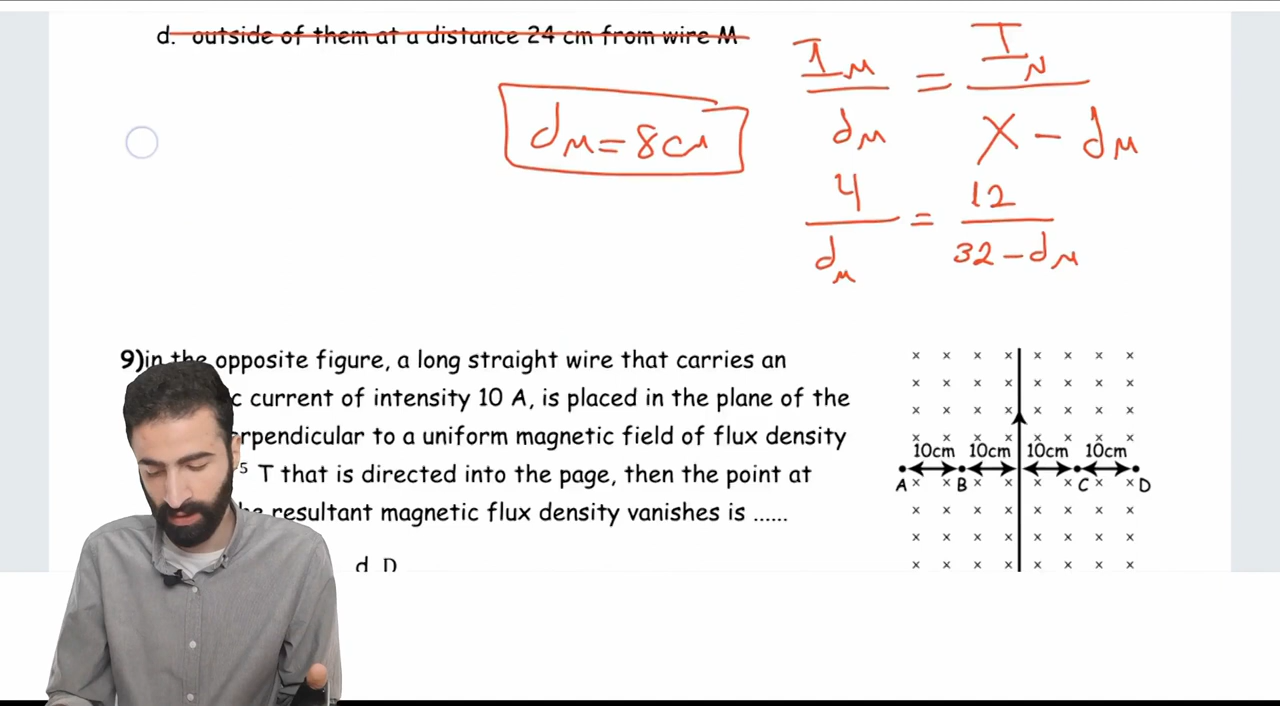 d. outside of them at a distance 24 cm from wire M
I_M / d_M = I_N / X - d_M
d_M = 8cm
4 / d_M = 12 / 32 - d_M
9)in the opposite figure, a long straight wire that carries an
c current of intensity 10 A, is placed in the plane of the
rpendicular to a uniform magnetic field of flux density
5 T that is directed into the page, then the point at
he resultant magnetic flux density vanishes is ......
d D
10cm 10cm 10cm 10cm
A B C D